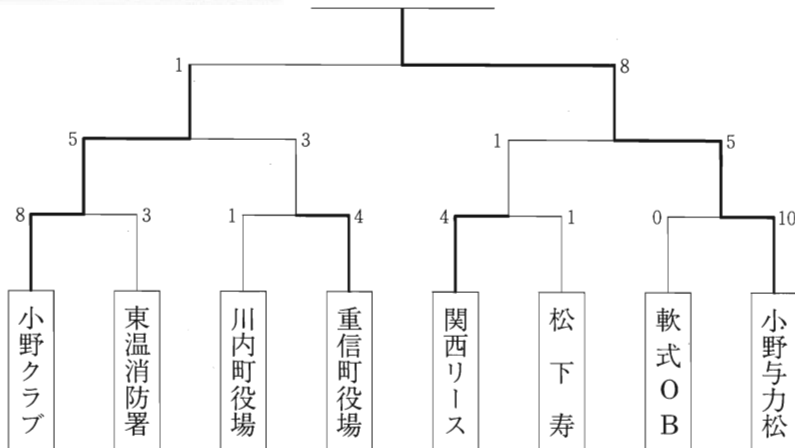 1 8
5 3 1 5
8 3 1 4 4 1 0 10
小野クラブ
東温消防署
川内町役場
重信町役場
関西リース
松下寿
軟式OB
小野与力松